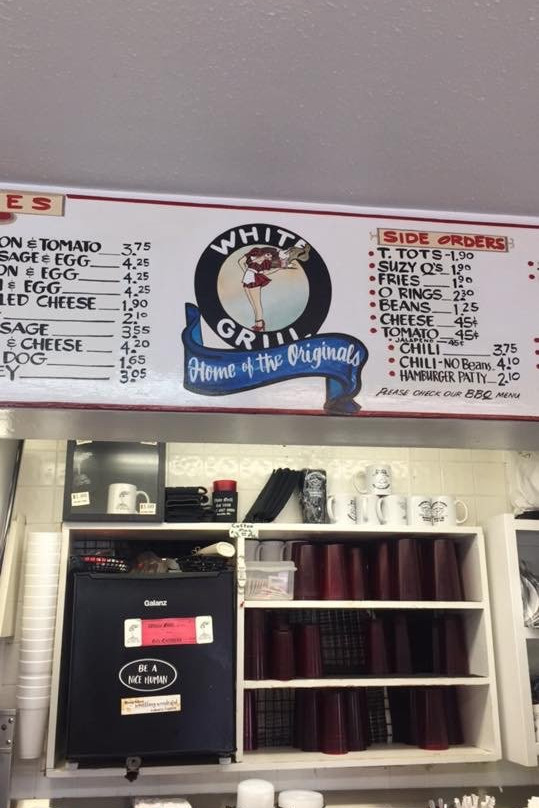 ES
ON & TOMATO 3.75
SAGE & EGG 4.25
ON & EGG 4.25
& EGG 4.25
LED CHEESE 1.90
2.10
SAGE 3.55
& CHEESE 4.20
DOG 1.65
EY 3.05
WHITE
GRILL
Home of the Originals
SIDE ORDERS
T. TOTS-1.90
SUZY Q'S 1.90
FRIES 1.90
O RINGS 2.30
BEANS 1.25
CHEESE 45¢
TOMATO 45¢
JALAPENO 45¢
CHILI 3.75
CHILI-NO Beans 4.10
HAMBURGER PATTY 2.10
PLEASE CHECK OUR BBQ MENU
Coffee
Galanz
BE A
NICE HUMAN